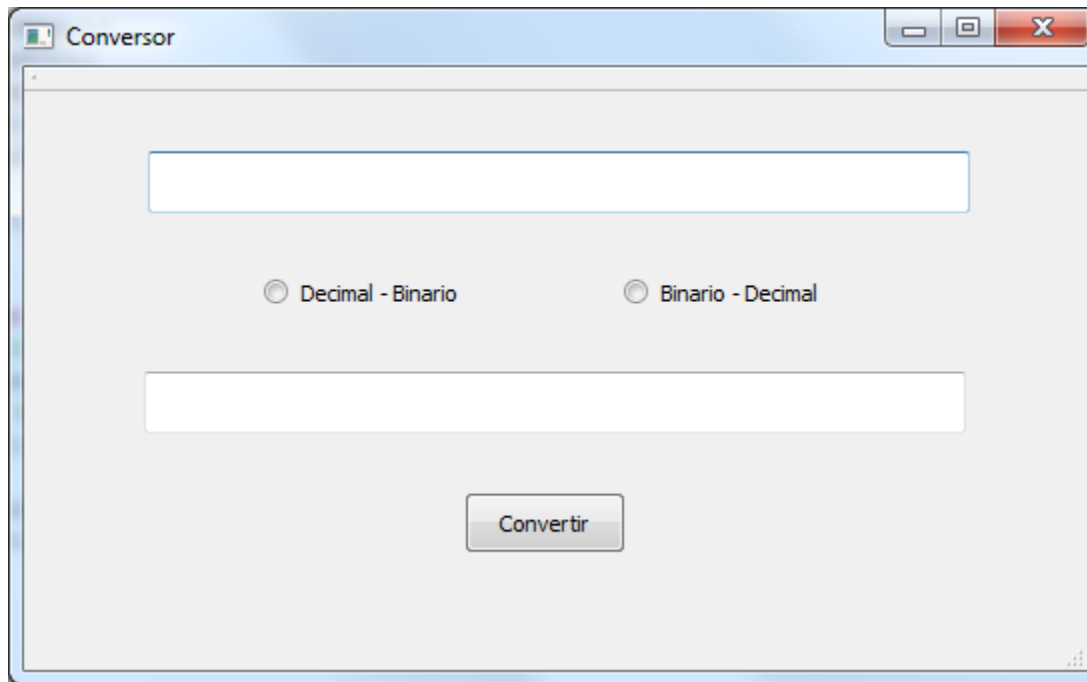 Conversor
Decimal - Binario
Binario - Decimal
Convertir